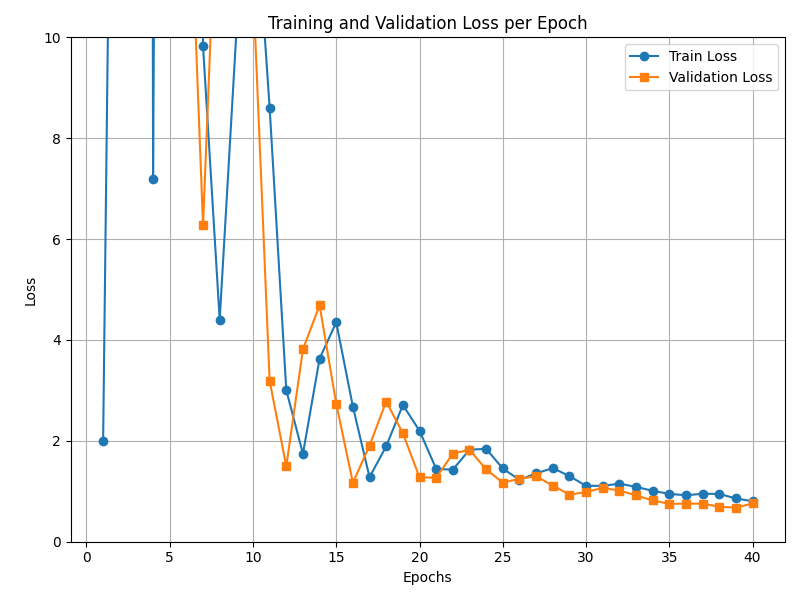 Training and Validation Loss per Epoch
Train Loss
Validation Loss
Loss
10
8
6
4
2
0
0 5 10 15 20 25 30 35 40
Epochs